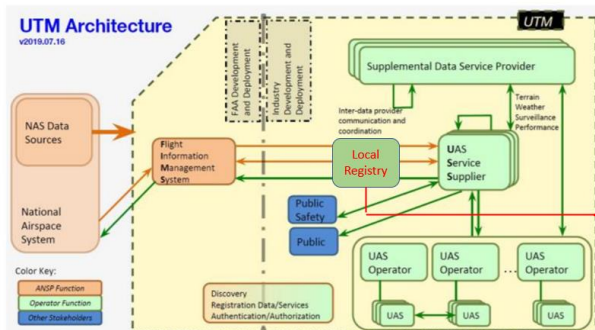 UTM Architecture
v2019.07.16
UTM
FAA Development
and Deployment
Industry
Development and
Deployment
Supplemental Data Service Provider
Inter-data provider
communication and
coordination
Terrain
Weather
Surveillance
Performance
NAS Data
Sources
National
Airspace
System
Flight
Information
Management
System
Local
Registry
UAS
Service
Supplier
Public
Safety
Public
UAS
Operator
UAS
Operator
...
UAS
Operator
UAS
UAS
UAS
Color Key:
ANSP Function
Operator Function
Other Stakeholders
Discovery
Registration Data/Services
Authentication/Authorization